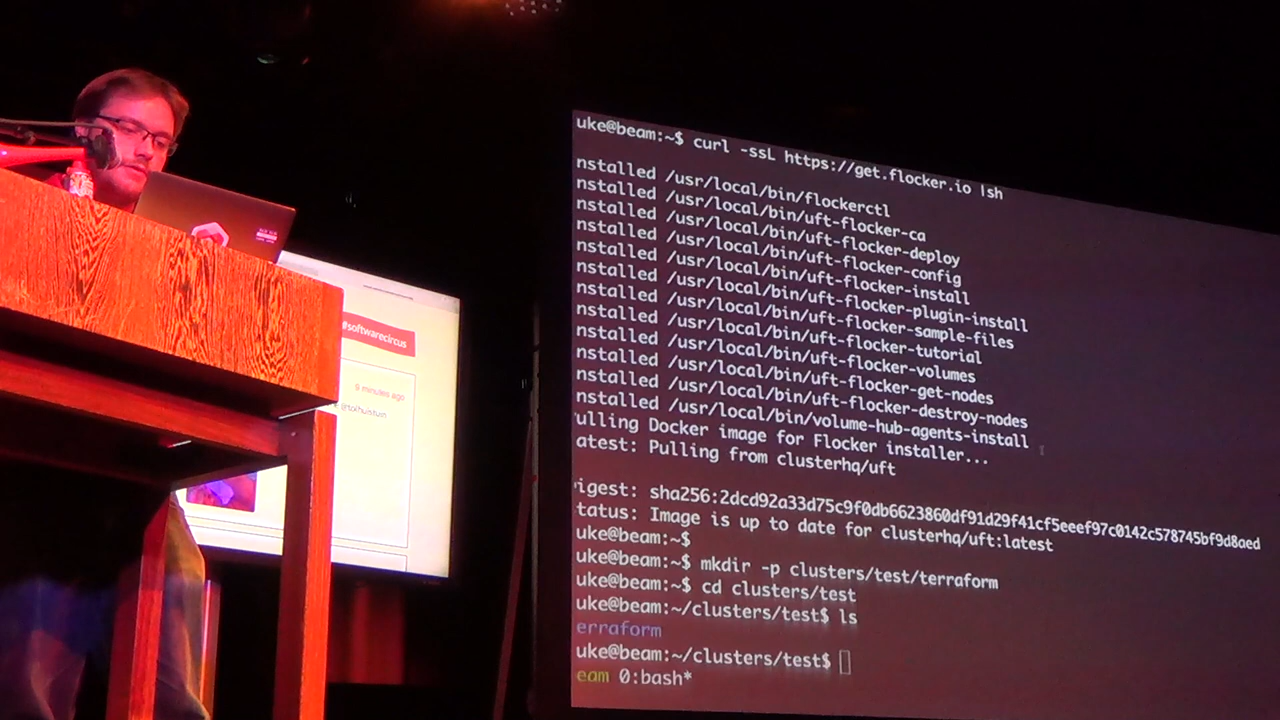 uke@beam:~$ curl -ssL https://get.flocker.io |sh
nstalled /usr/local/bin/flockerctl
nstalled /usr/local/bin/uft-flocker-ca
nstalled /usr/local/bin/uft-flocker-deploy
nstalled /usr/local/bin/uft-flocker-config
nstalled /usr/local/bin/uft-flocker-install
nstalled /usr/local/bin/uft-flocker-plugin-install
nstalled /usr/local/bin/uft-flocker-sample-files
nstalled /usr/local/bin/uft-flocker-tutorial
nstalled /usr/local/bin/uft-flocker-volumes
nstalled /usr/local/bin/uft-flocker-get-nodes
nstalled /usr/local/bin/uft-flocker-destroy-nodes
nstalled /usr/local/bin/volume-hub-agents-install
ulling Docker image for Flocker installer...
atest: Pulling from clusterhq/uft
igest: sha256:2dcd92a33d75c9f0db6623860df91d29f41cf5eeef97c0142c578745bf9d8aed
tatus: Image is up to date for clusterhq/uft:latest
uke@beam:~$
uke@beam:~$ mkdir -p clusters/test/terraform
uke@beam:~$ cd clusters/test
uke@beam:~/clusters/test$ ls
erraform
uke@beam:~/clusters/test$
eam 0:bash*
#softwarecircus
9 minutes ago
@tolhuistuin